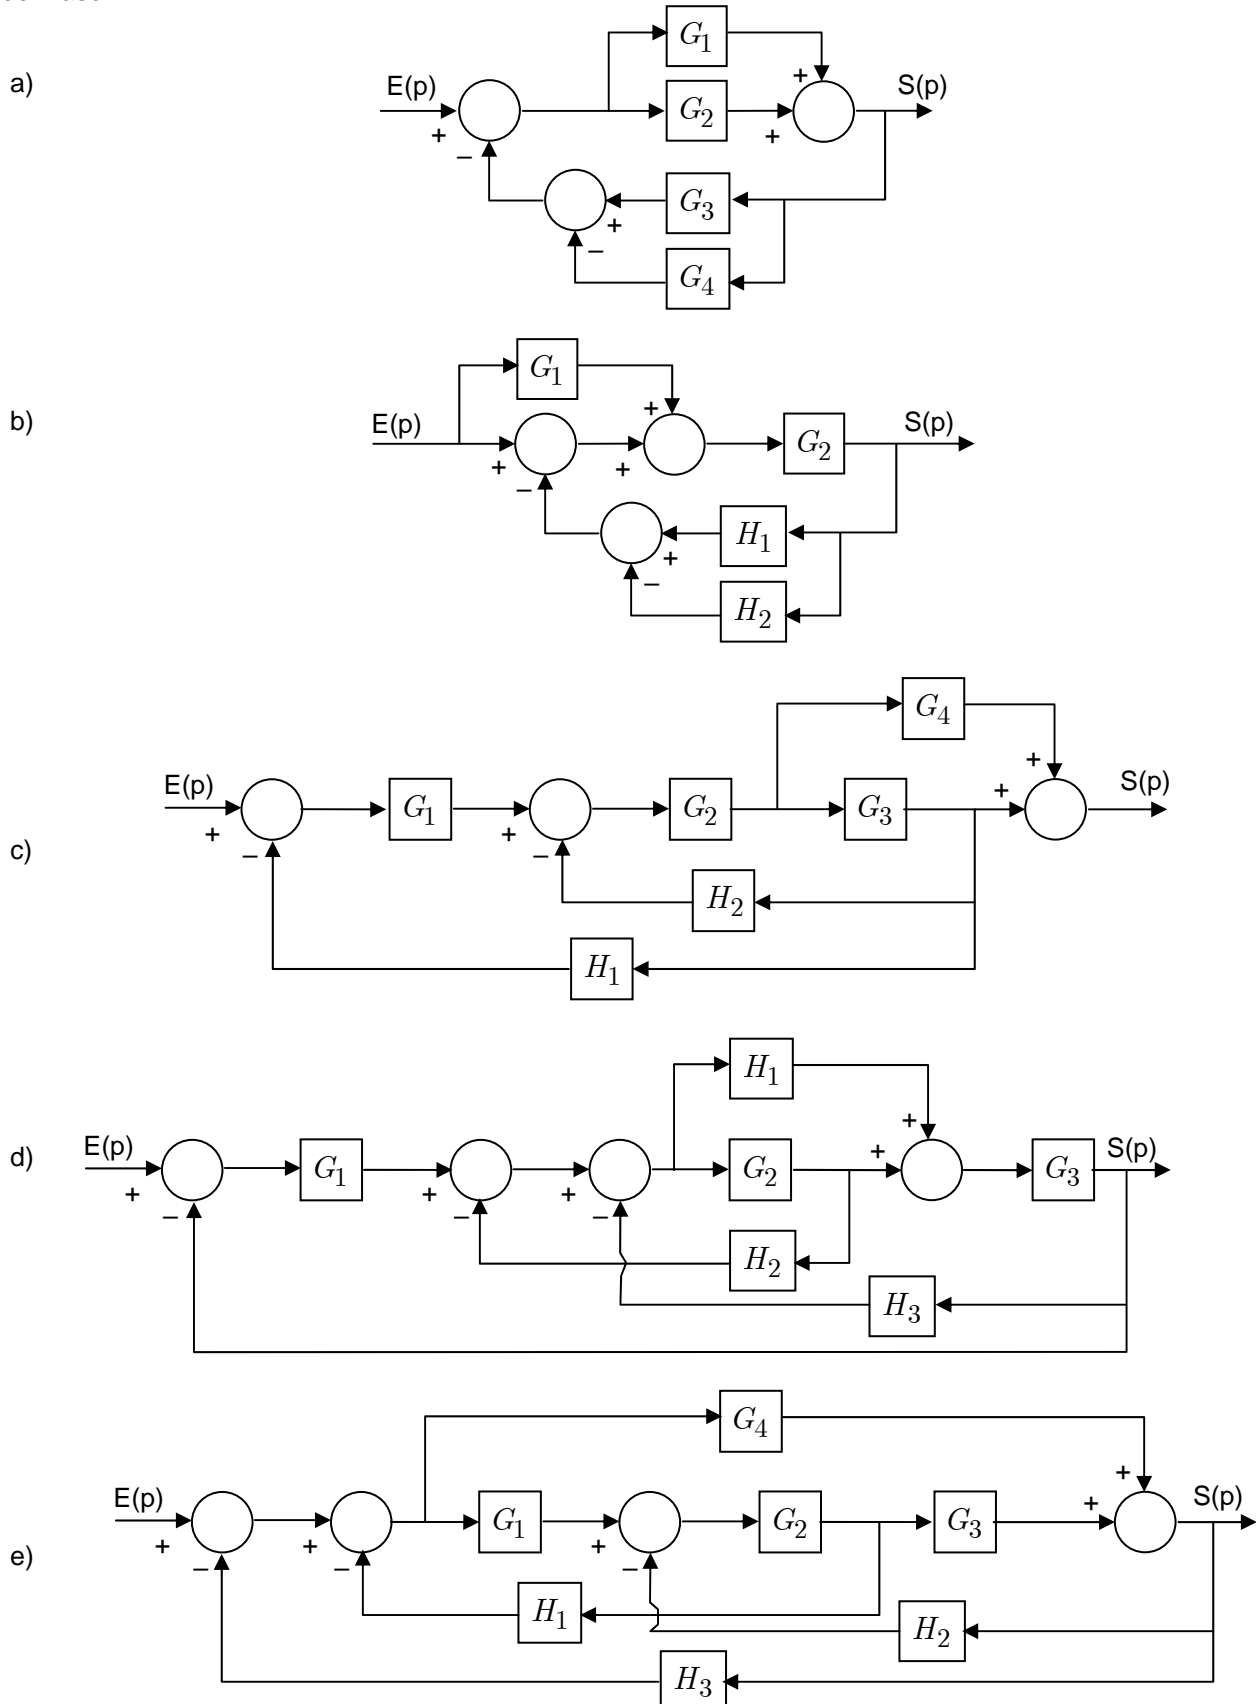 a)
E(p)
+
−
G1
G2
+
+
S(p)
G3
+
−
G4
b)
E(p)
G1
+
+
−
+
G2
S(p)
H1
+
−
H2
c)
E(p)
+
−
G1
+
−
G2
G3
G4
+
+
S(p)
H2
H1
d)
E(p)
+
−
G1
+
−
+
−
H1
G2
+
+
G3
S(p)
H2
H3
e)
E(p)
+
−
+
−
G4
G1
+
−
G2
G3
+
+
S(p)
H1
H2
H3